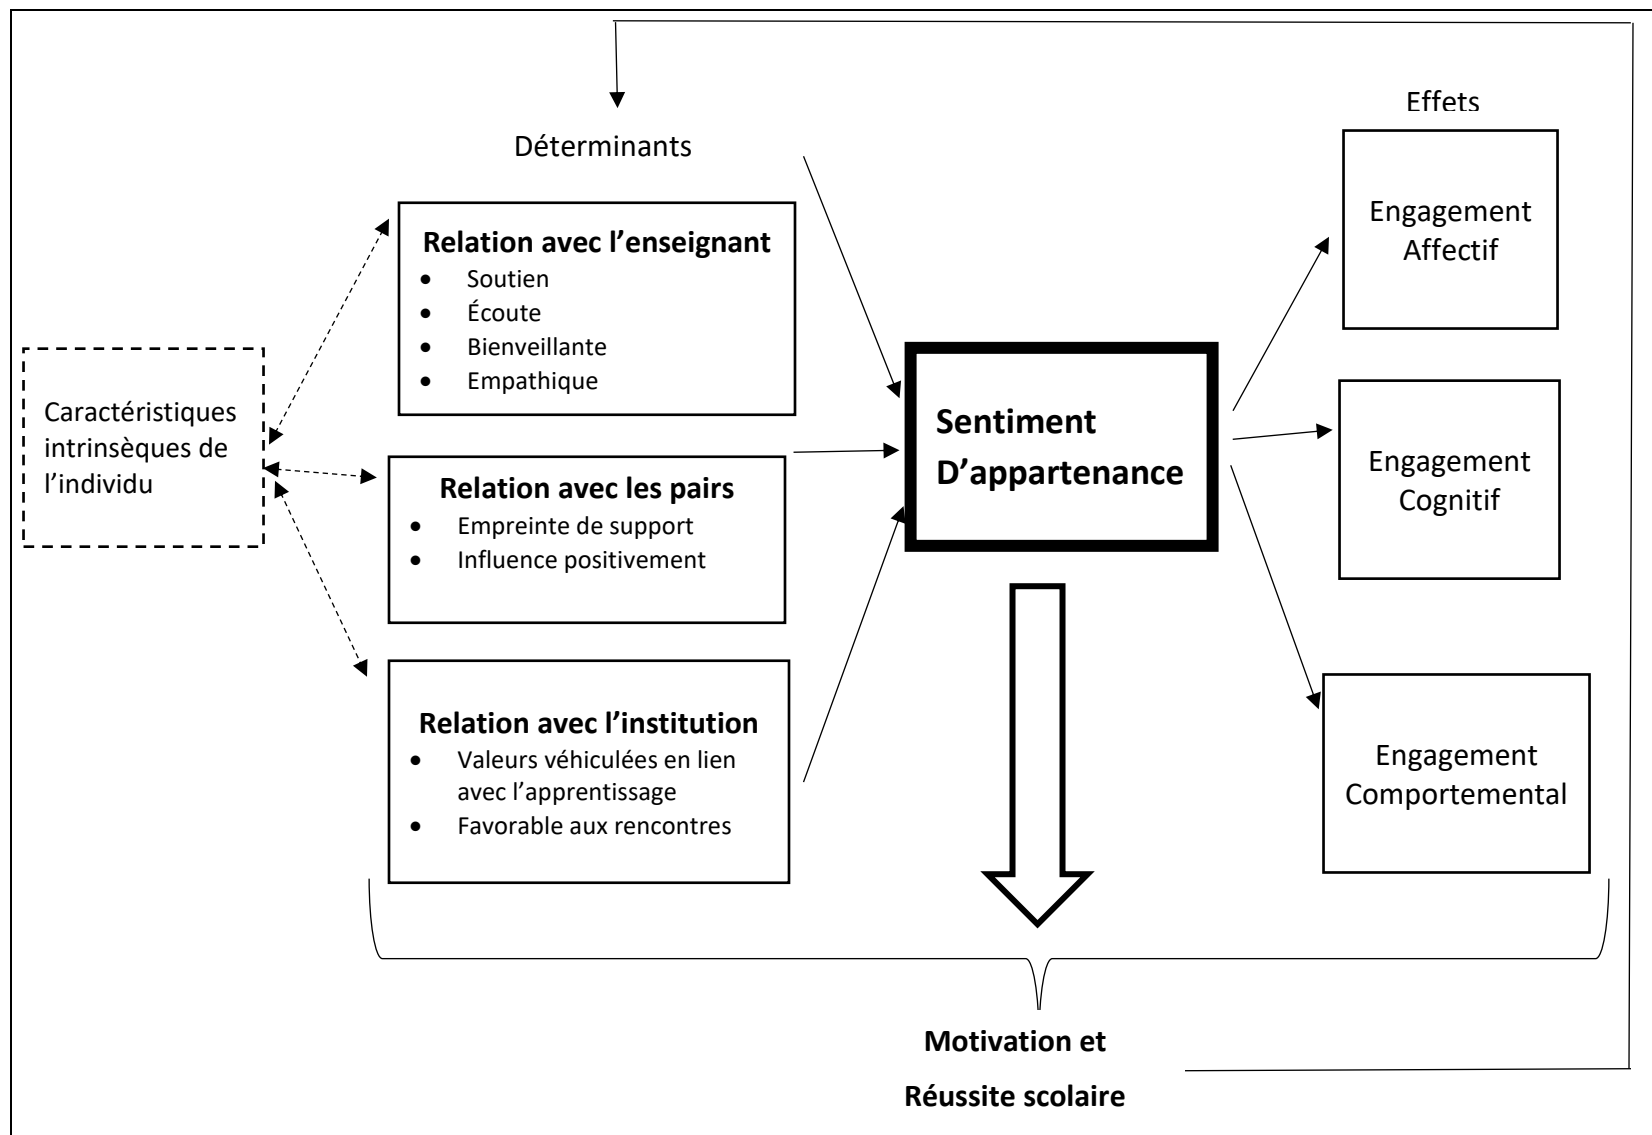 Effets
Déterminants
Relation avec l’enseignant
• Soutien
• Écoute
• Bienveillante
• Empathique
Engagement
Affectif
Caractéristiques
intrinsèques de
l’individu
Relation avec les pairs
• Empreinte de support
• Influence positivement
Sentiment
D’appartenance
Engagement
Cognitif
Relation avec l’institution
• Valeurs véhiculées en lien
avec l’apprentissage
• Favorable aux rencontres
Engagement
Comportemental
Motivation et
Réussite scolaire